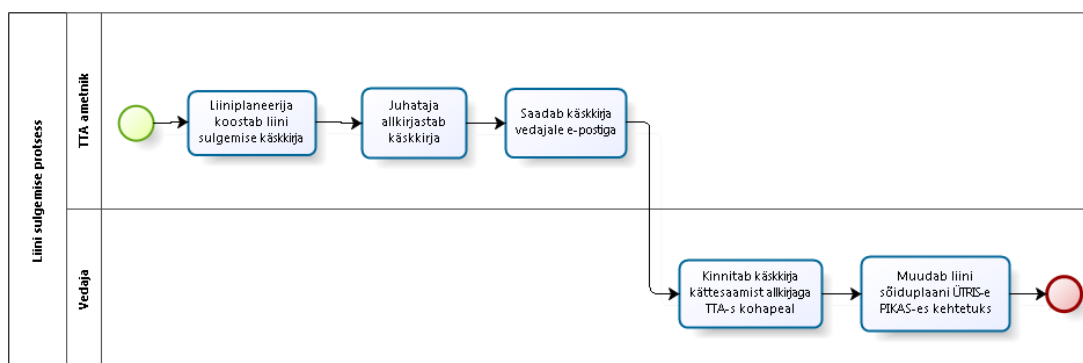 Liini sulgemise protsess
TTA ametnik
Liiniplaneerija
koostab liini
sulgemise käskkirja
Juhataja
allkirjastab
käskkirja
Saadab käskkirja
vedajale e-postiga
Vedaja
Kinnitab käskkirja
kättesaamist allkirjaga
TTA-s kohapeal
Muudab liini
sõiduplaani ÜTRIS-e
PIKAS-es kehtetuks